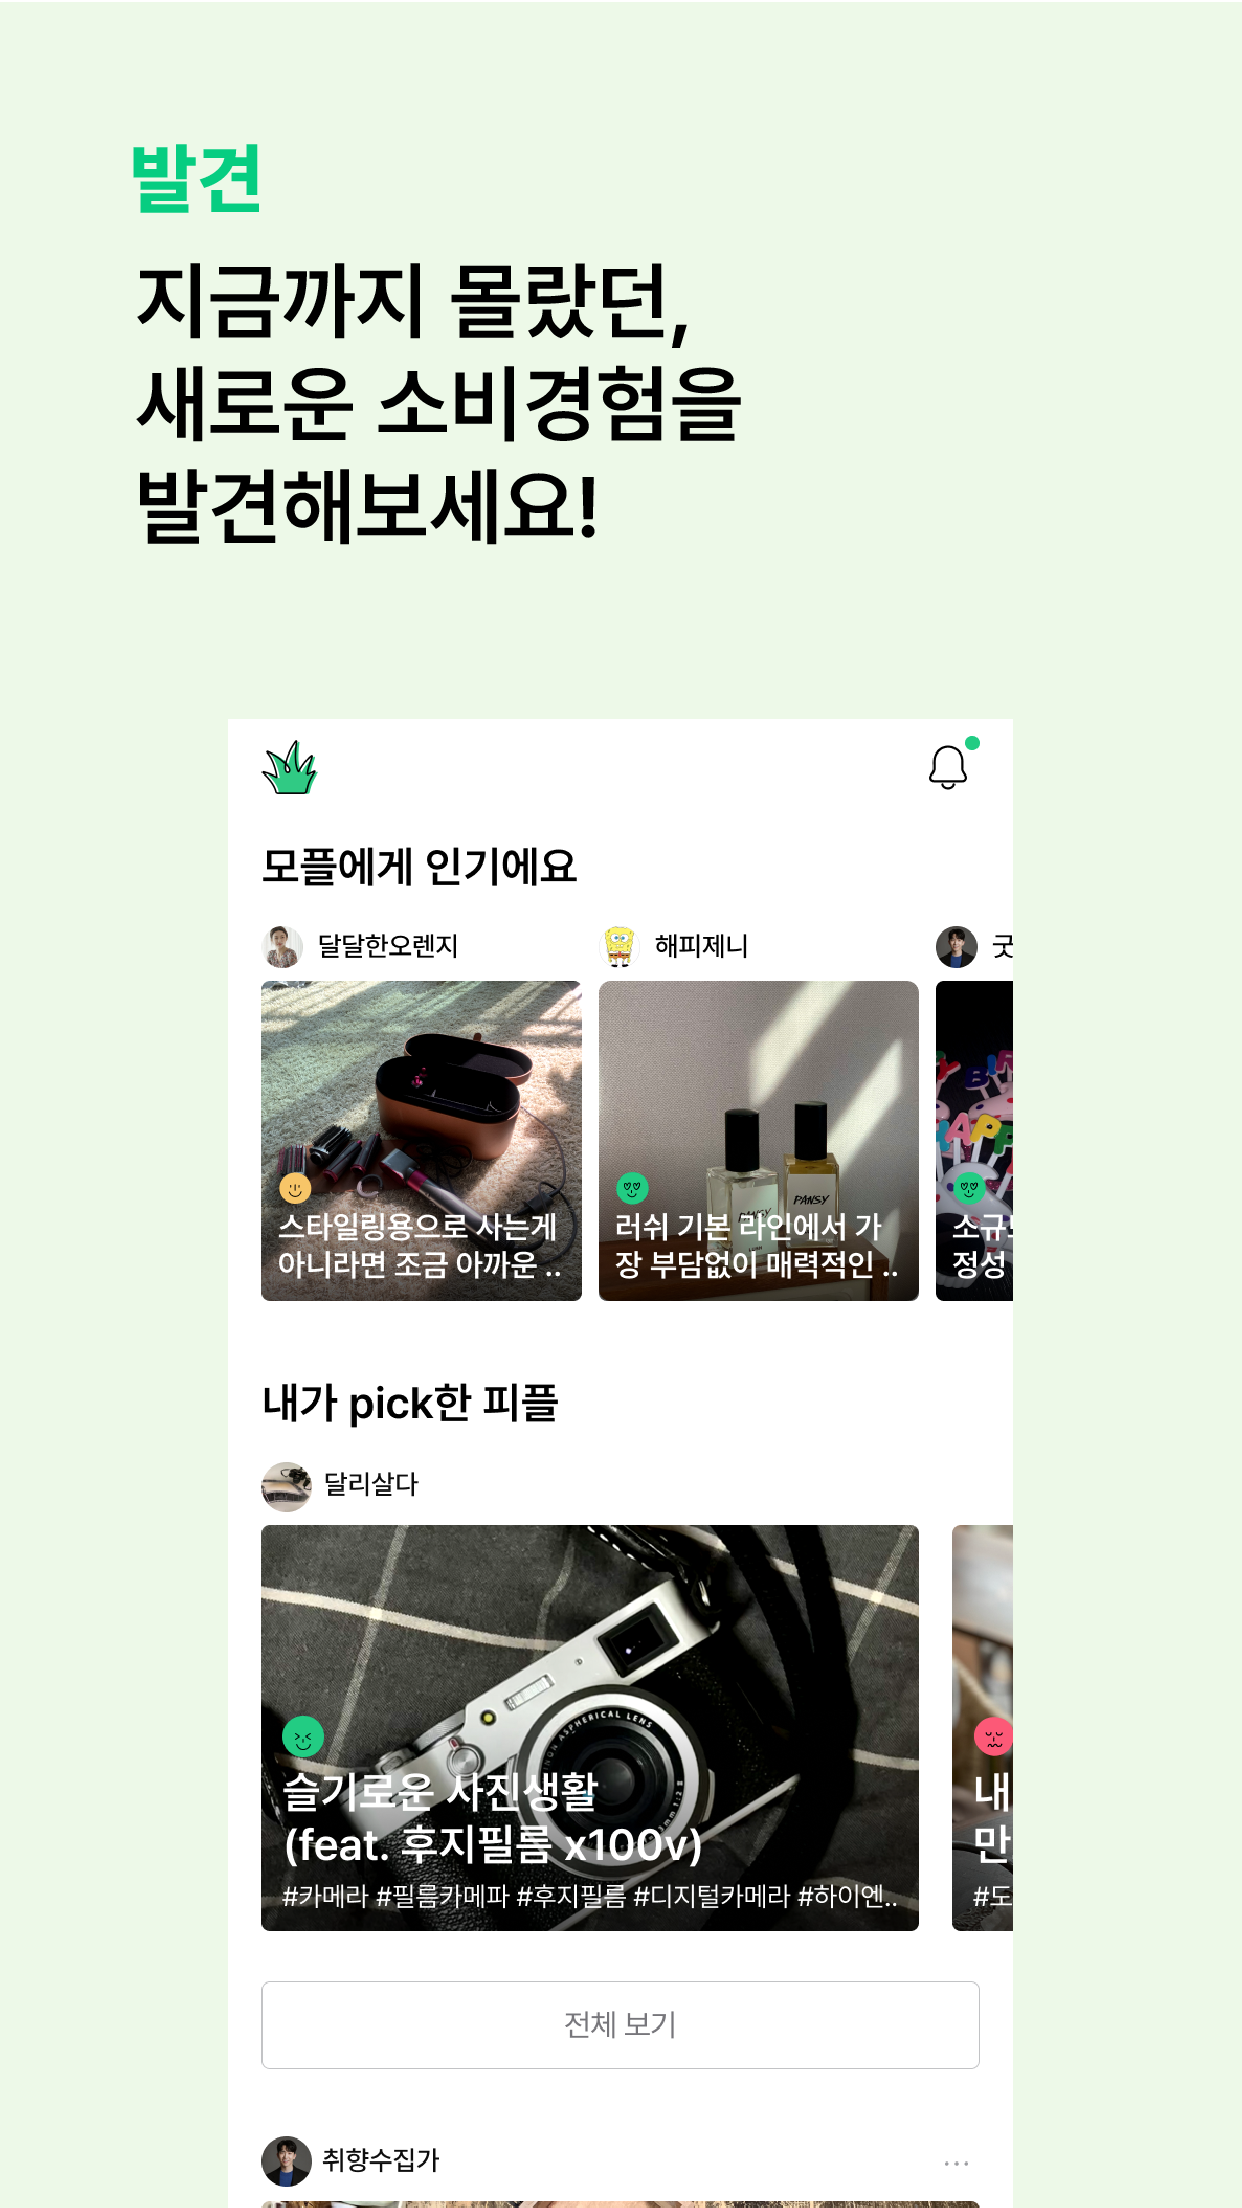 발견
지금까지 몰랐던,
새로운 소비경험을
발견해보세요!
모플에게 인기에요
달달한오렌지
해피제니
굿
스타일링용으로 사는게
아니라면 조금 아까운 ..
PANSY
PANSY
러쉬 기본 라인에서 가
장 부담없이 매력적인 ..
HAPP
소규모
정성
내가 pick한 피플
달리살다
ASPHERICAL LENS
슬기로운 사진생활
(feat. 후지필름 x100v)
#카메라 #필름카메파 #후지필름 #디지털카메라 #하이엔..
내
만
#도
전체 보기
취향수집가